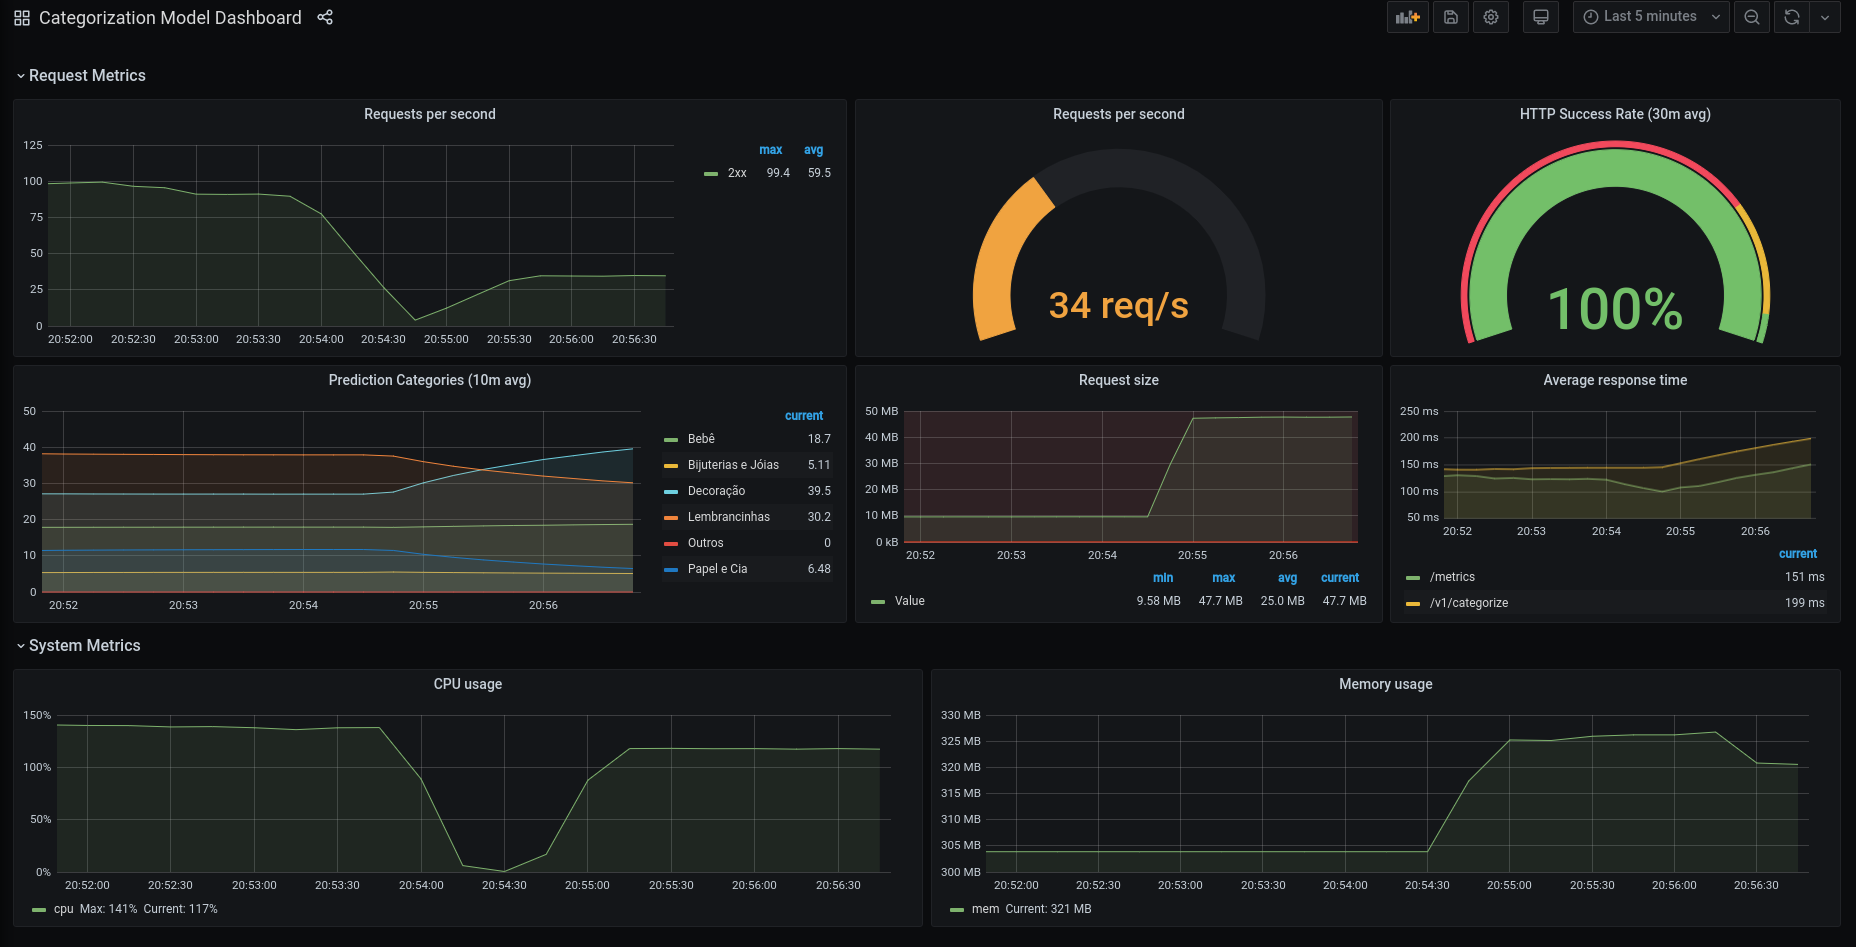 Categorization Model Dashboard
Last 5 minutes
Request Metrics
Requests per second
125
100
75
50
25
0
20:52:00 20:52:30 20:53:00 20:53:30 20:54:00 20:54:30 20:55:00 20:55:30 20:56:00 20:56:30
max avg
2xx 99.4 59.5
Requests per second
34 req/s
HTTP Success Rate (30m avg)
100%
Prediction Categories (10m avg)
50
40
30
20
10
0
20:52 20:53 20:54 20:55 20:56
current
Bebê 18.7
Bijuterias e Jóias 5.11
Decoração 39.5
Lembrancinhas 30.2
Outros 0
Papel e Cia 6.48
Request size
50 MB
40 MB
30 MB
20 MB
10 MB
0 kB
20:52 20:53 20:54 20:55 20:56
min max avg current
Value 9.58 MB 47.7 MB 25.0 MB 47.7 MB
Average response time
250 ms
200 ms
150 ms
100 ms
50 ms
20:52 20:53 20:54 20:55 20:56
current
/metrics 151 ms
/v1/categorize 199 ms
System Metrics
CPU usage
150%
100%
50%
0%
20:52:00 20:52:30 20:53:00 20:53:30 20:54:00 20:54:30 20:55:00 20:55:30 20:56:00 20:56:30
cpu Max: 141% Current: 117%
Memory usage
330 MB
325 MB
320 MB
315 MB
310 MB
305 MB
300 MB
20:52:00 20:52:30 20:53:00 20:53:30 20:54:00 20:54:30 20:55:00 20:55:30 20:56:00 20:56:30
mem Current: 321 MB